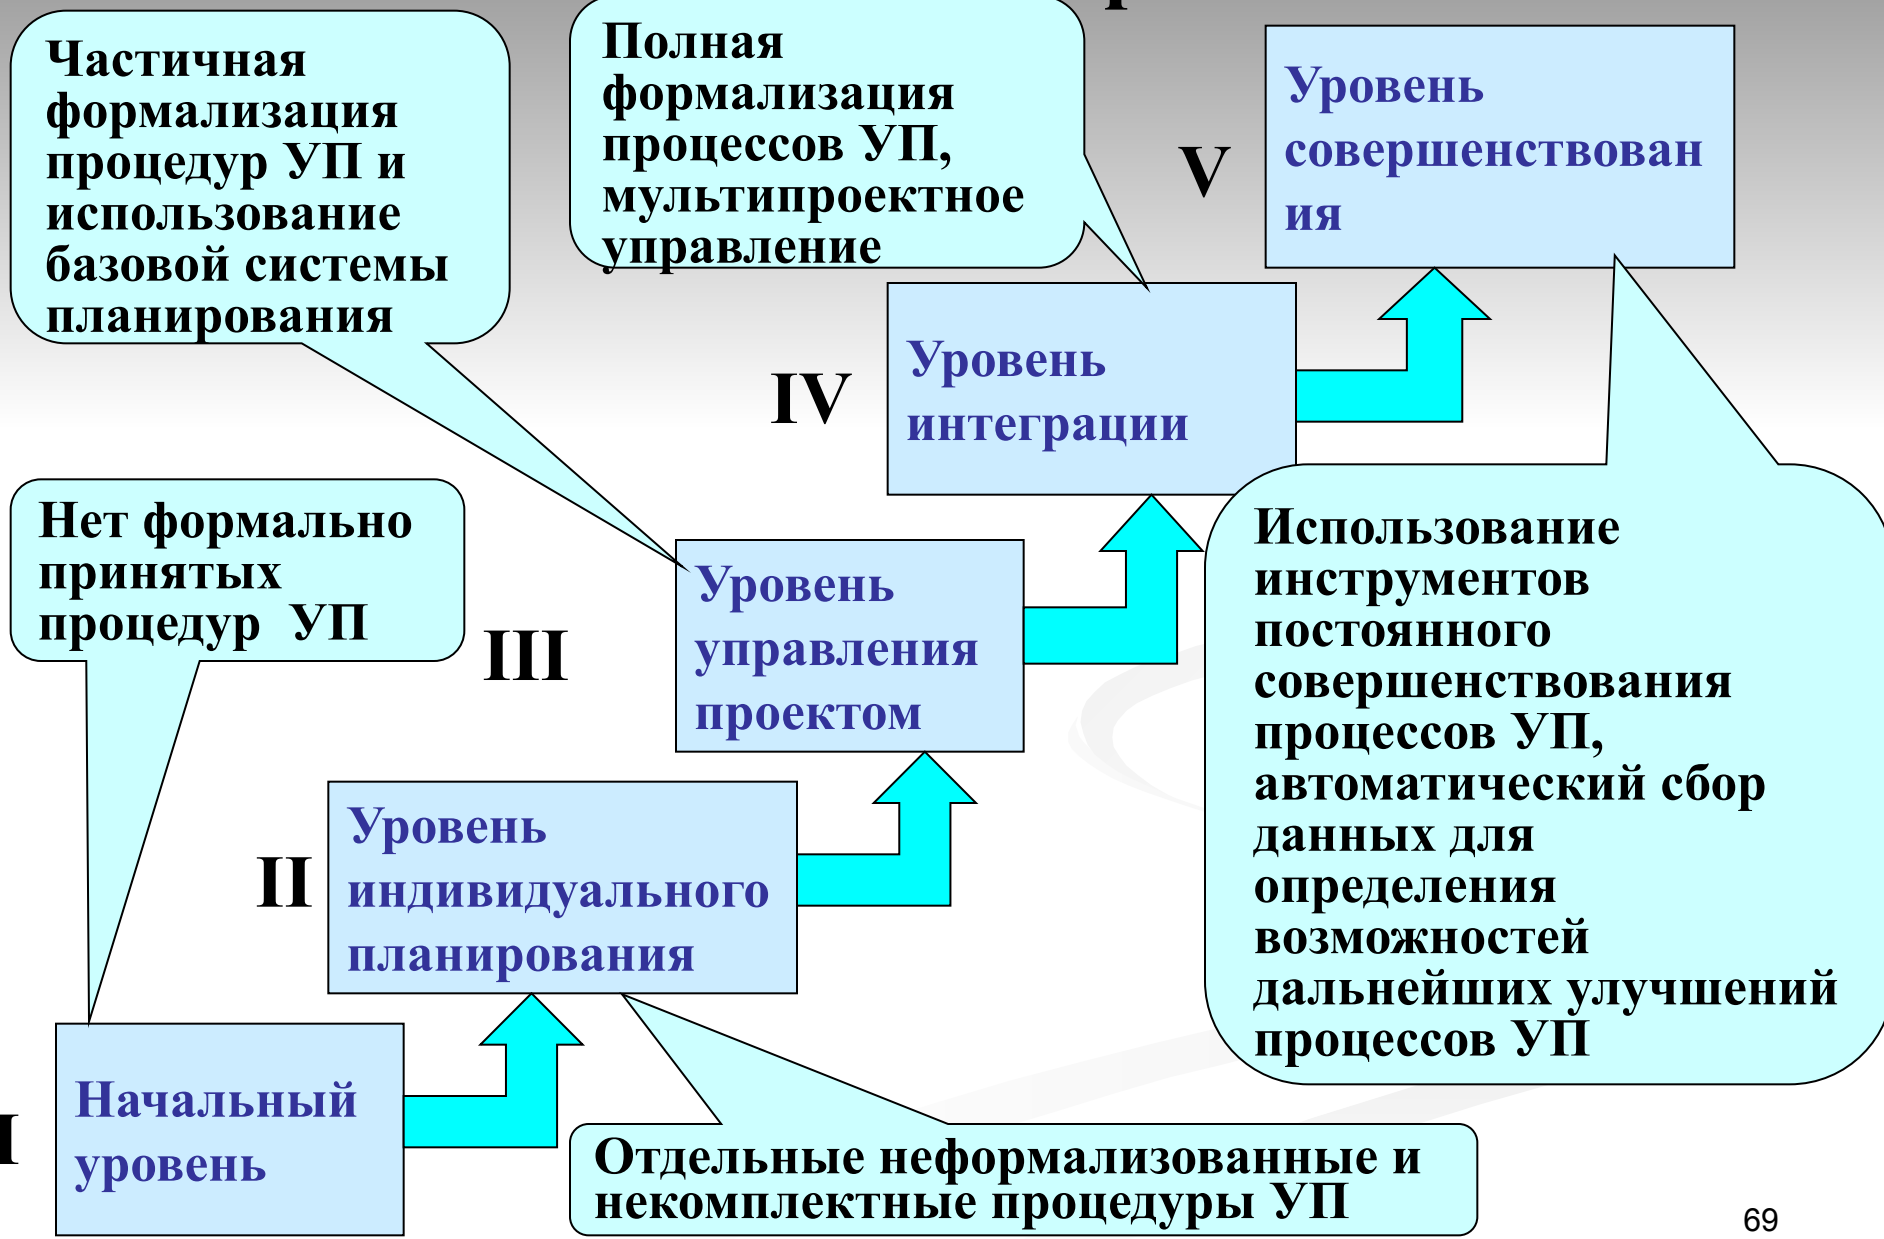 Частичная
формализация
процедур УП и
использование
базовой системы
планирования
Полная
формализация
процессов УП,
мультипроектное
управление
V
Уровень
совершенствован
ия
IV
Уровень
интеграции
Нет формально
принятых
процедур УП
III
Уровень
управления
проектом
Использование
инструментов
постоянного
совершенствования
процессов УП,
автоматический сбор
данных для
определения
возможностей
дальнейших улучшений
процессов УП
II
Уровень
индивидуального
планирования
I
Начальный
уровень
Отдельные неформализованные и
некомплектные процедуры УП
69